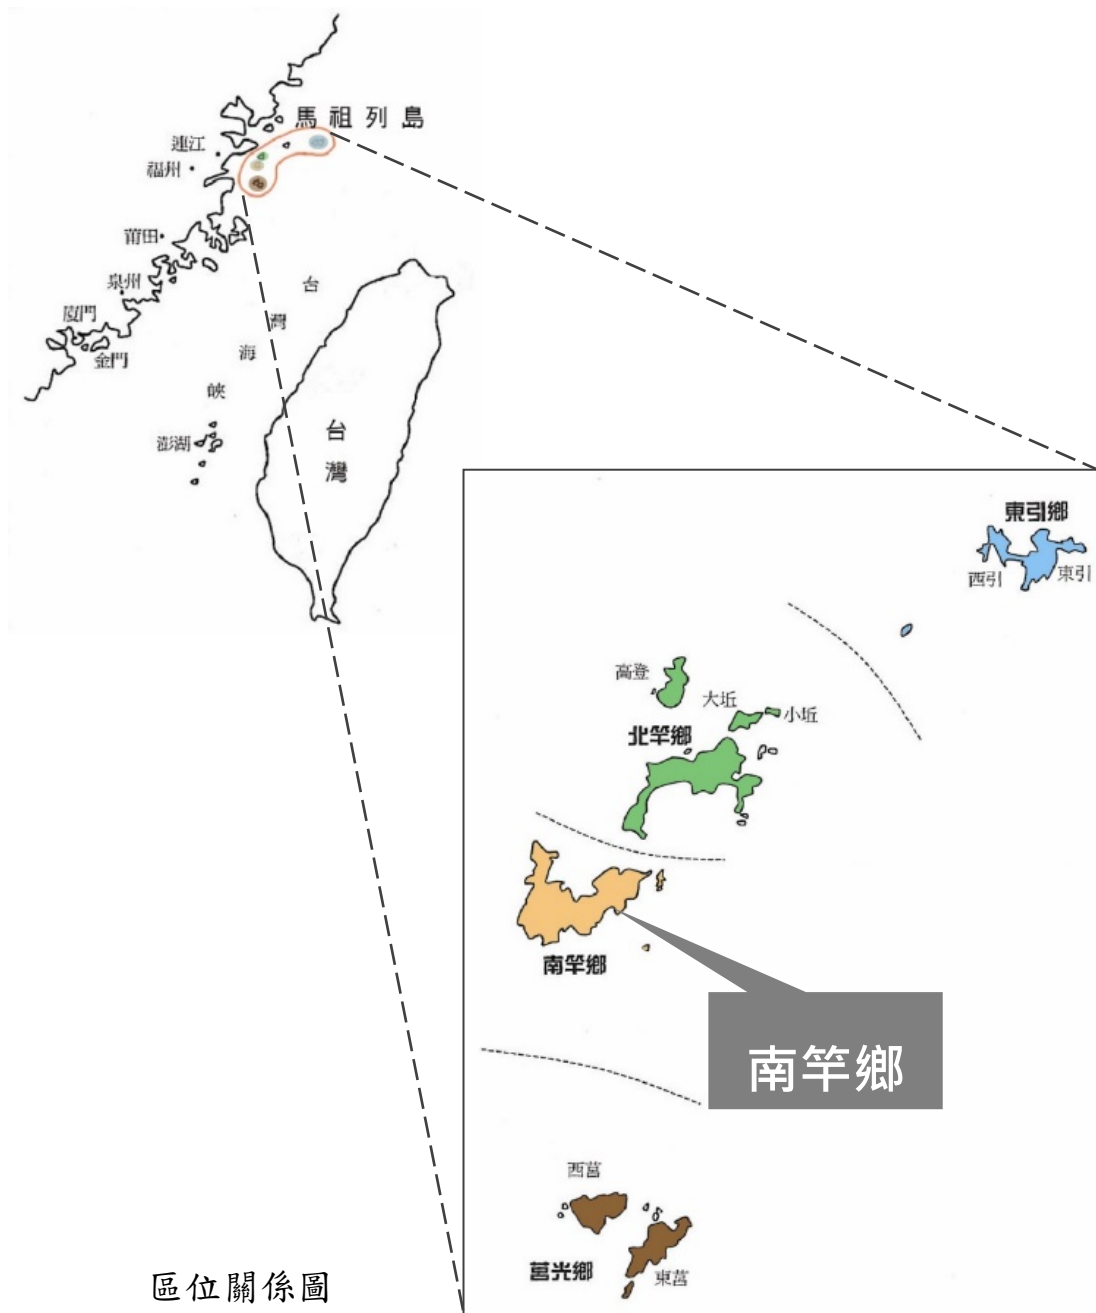 馬祖列島
連江
福州
莆田
泉州
廈門
金門
台灣海峽
澎湖
台灣
東引鄉
西引
東引
高登
大坵
小坵
北竿鄉
南竿鄉
南竿鄉
西莒
莒光鄉
東莒
區位關係圖